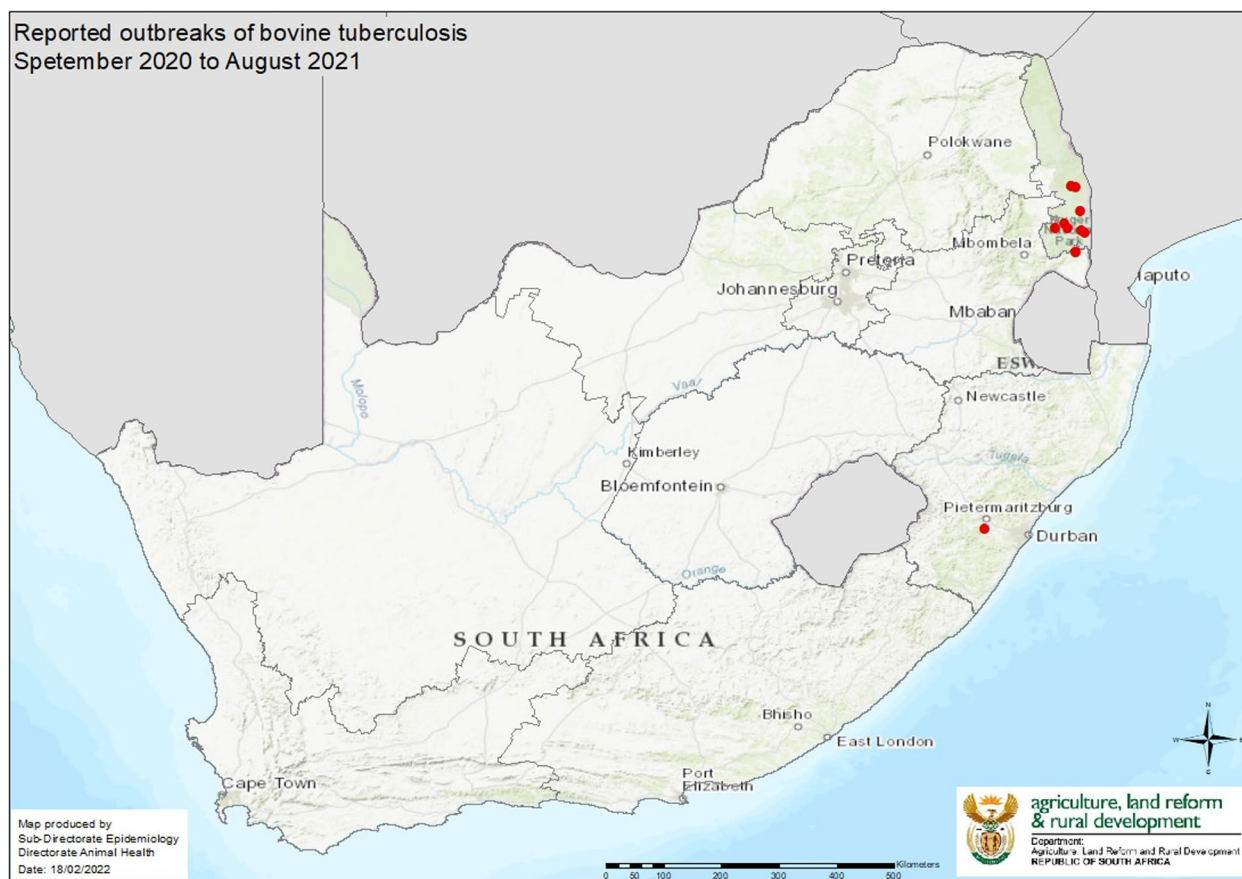 Reported outbreaks of bovine tuberculosis
Spetember 2020 to August 2021
Polokwane
Park
Mbombela
Pretoria
Johannesburg
Maputo
Mbaban
ESW
Molopo
Vaal
Newcastle
Kimberley
Tugela
Bloemfontein
Pietermaritzburg
Durban
Orange
SOUTH AFRICA
Bhisho
East London
Port
Elizabeth
Cape Town
N
W
Map produced by
Sub-Directorate Epidemiology
Directorate Animal Health
Date: 18/02/2022
Kilometers
0 50 100 200 300 400 500
agriculture, land reform
& rural development
Department:
Agriculture, Land Reform and Rural Development
REPUBLIC OF SOUTH AFRICA